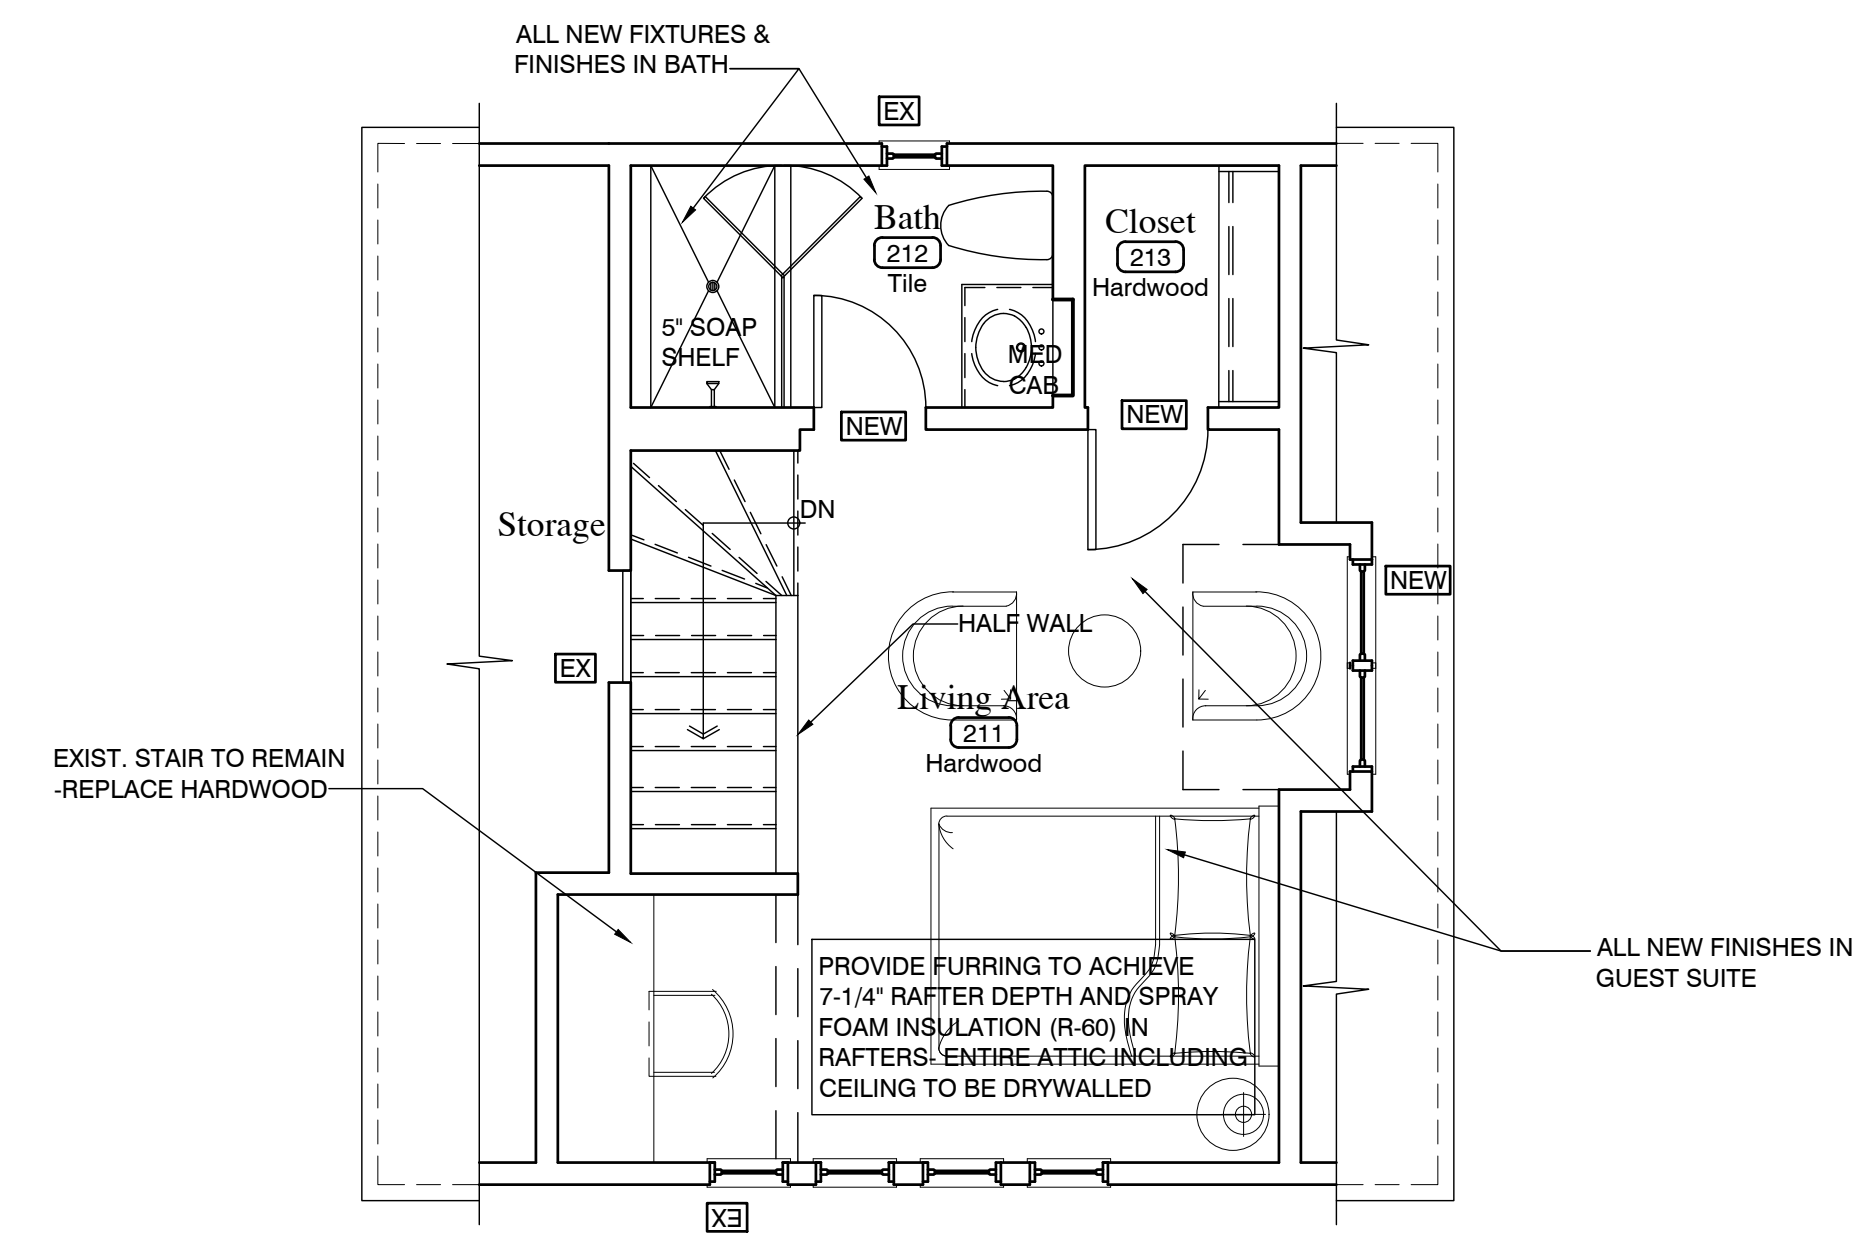 ALL NEW FIXTURES &
FINISHES IN BATH
EX
Bath
212
Tile
Closet
213
Hardwood
5" SOAP
SHELF
MED
CAB
NEW
NEW
DN
Storage
NEW
HALF WALL
EX
Living Area
211
Hardwood
EXIST. STAIR TO REMAIN
-REPLACE HARDWOOD
ALL NEW FINISHES IN
GUEST SUITE
PROVIDE FURRING TO ACHIEVE
7-1/4" RAFTER DEPTH AND SPRAY
FOAM INSULATION (R-60) IN
RAFTERS- ENTIRE ATTIC INCLUDING
CEILING TO BE DRYWALLED
EX